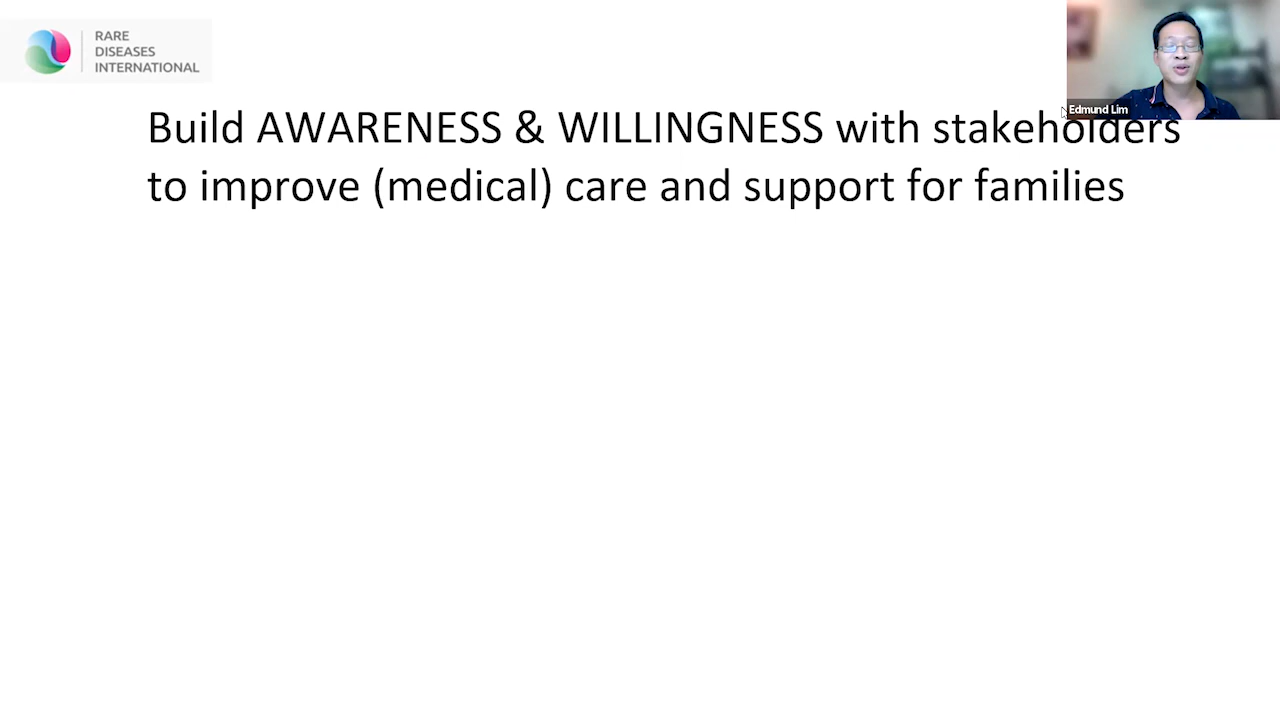 RARE
DISEASES
INTERNATIONAL
Edmund Lim
Build AWARENESS & WILLINGNESS with stakeholders
to improve (medical) care and support for families